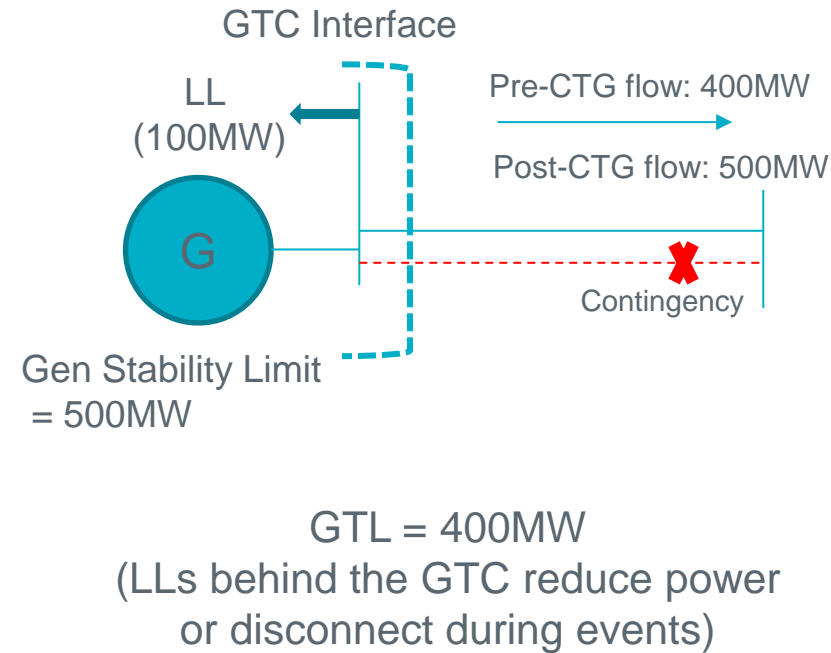 GTC Interface
LL
(100MW)
Pre-CTG flow: 400MW
Post-CTG flow: 500MW
G
Contingency
Gen Stability Limit
= 500MW
GTL = 400MW
(LLs behind the GTC reduce power
or disconnect during events)